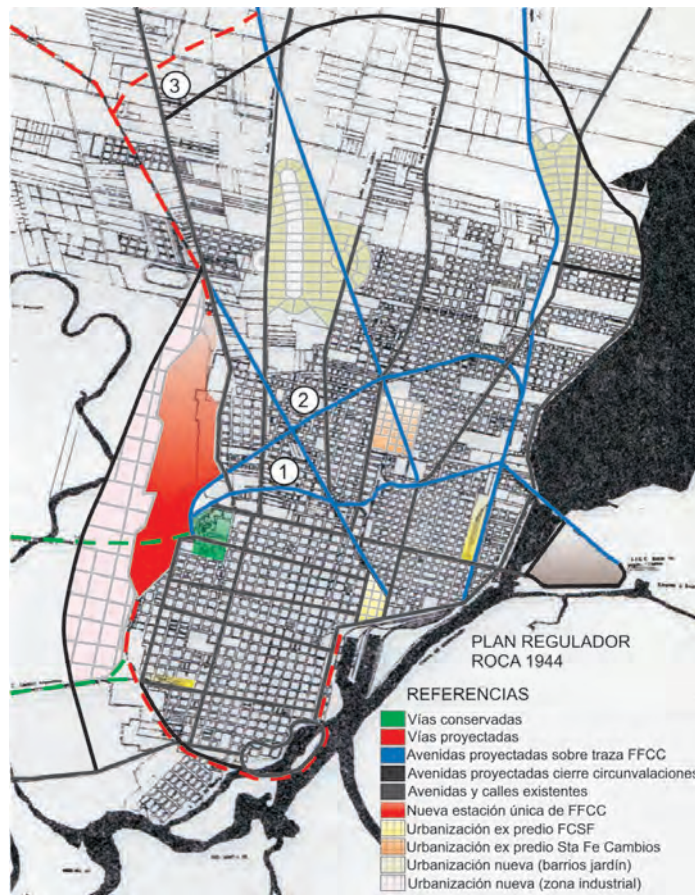 3
2
1
PLAN REGULADOR
ROCA 1944
REFERENCIAS
Vías conservadas
Vías proyectadas
Avenidas proyectadas sobre traza FFCC
Avenidas proyectadas cierre circunvalaciones
Avenidas y calles existentes
Nueva estación única de FFCC
Urbanización ex predio FCSF
Urbanización ex predio Sta Fe Cambios
Urbanización nueva (barrios jardín)
Urbanización nueva (zona industrial)